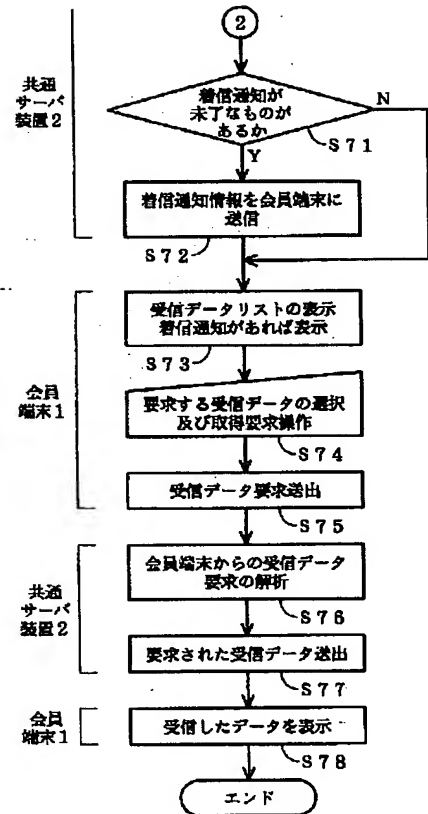 2
共通
サーバ
装置2
着信通知が
未了なものが
あるか
N
S71
Y
着信通知情報を会員端末に
送信
S72
会員
端末1
受信データリストの表示
着信通知があれば表示
S73
要求する受信データの選択
及び取得要求操作
S74
受信データ要求送出
S75
共通
サーバ
装置2
会員端末からの受信データ
要求の解析
S76
要求された受信データ送出
S77
会員
端末1
受信したデータを表示
S78
エンド